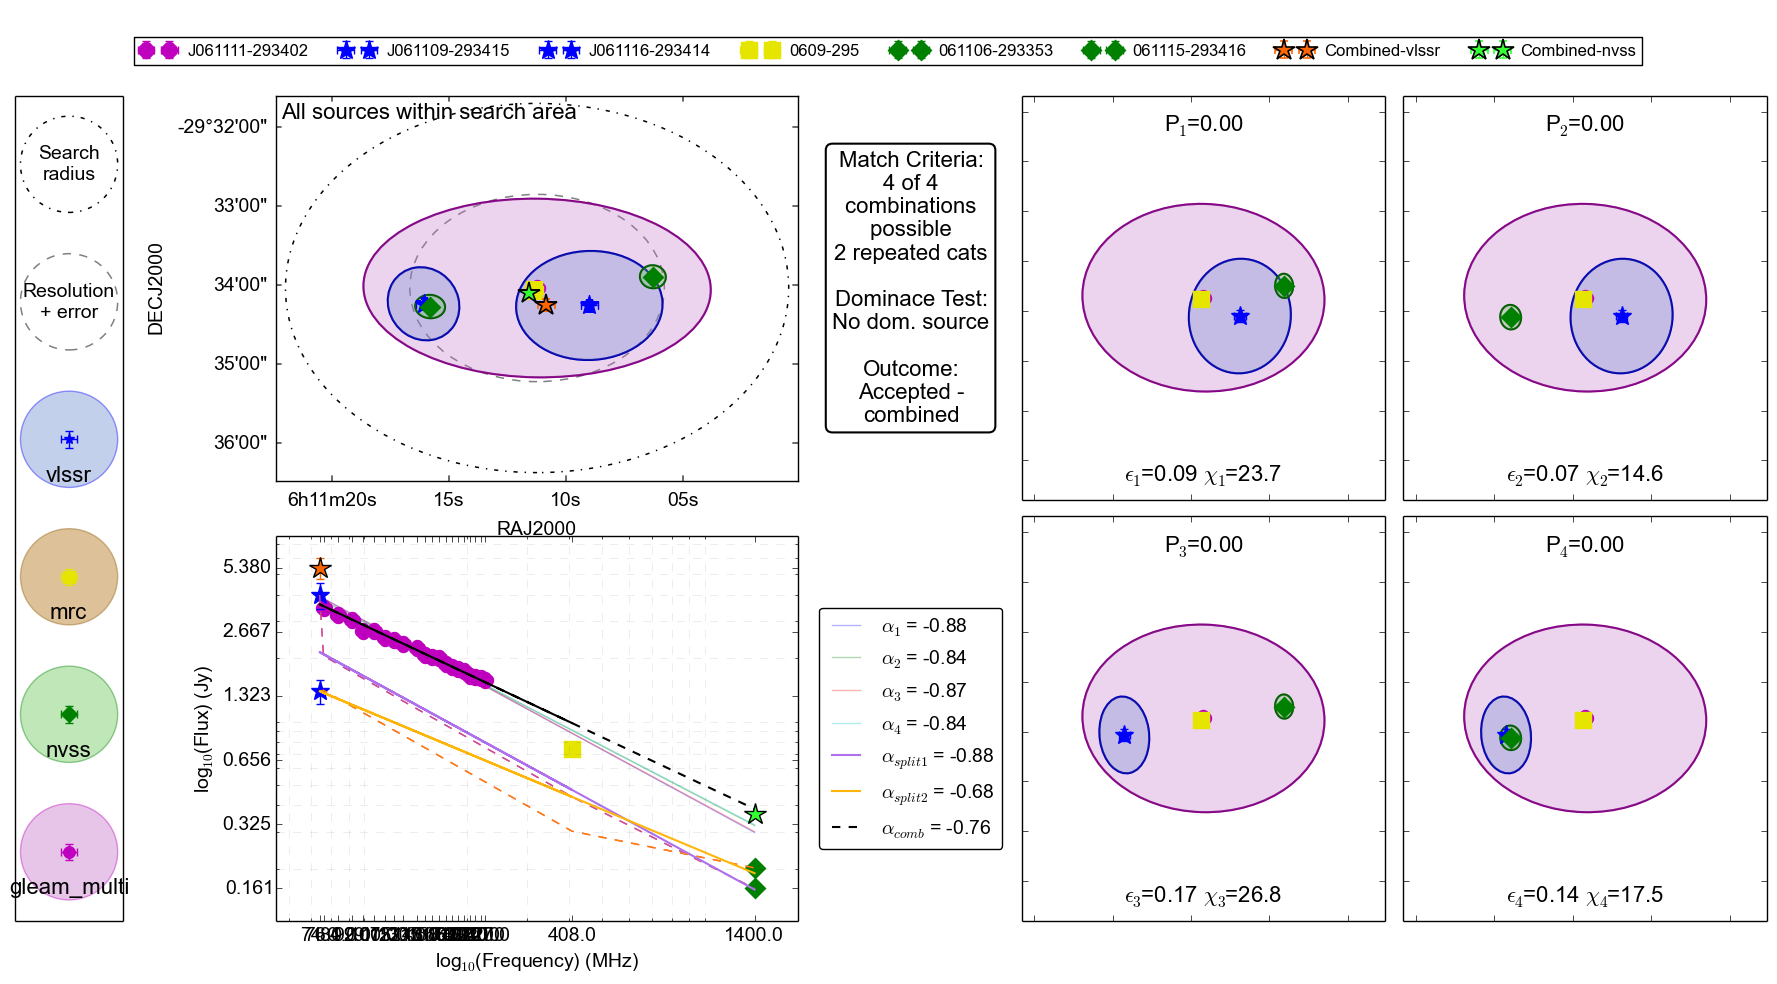 J061111-293402 J061109-293415 J061116-293414 0609-295 061106-293353 061115-293416 Combined-vlssr Combined-nvss
Search
radius
Resolution
+ error
vlssr
mrc
nvss
gleam_multi
All sources within search area
-29°32'00"
33'00"
34'00"
35'00"
36'00"
DECJ2000
6h11m20s 15s 10s 05s
RAJ2000
Match Criteria:
4 of 4
combinations
possible
2 repeated cats
Dominace Test:
No dom. source
Outcome:
Accepted -
combined
P1=0.00
ϵ1=0.09 χ1=23.7
P2=0.00
ϵ2=0.07 χ2=14.6
5.380
2.667
1.323
0.656
0.325
0.161
log10(Flux) (Jy)
408.0 1400.0
log10(Frequency) (MHz)
α1 = -0.88
α2 = -0.84
α3 = -0.87
α4 = -0.84
αsplit1 = -0.88
αsplit2 = -0.68
αcomb = -0.76
P3=0.00
ϵ3=0.17 χ3=26.8
P4=0.00
ϵ4=0.14 χ4=17.5